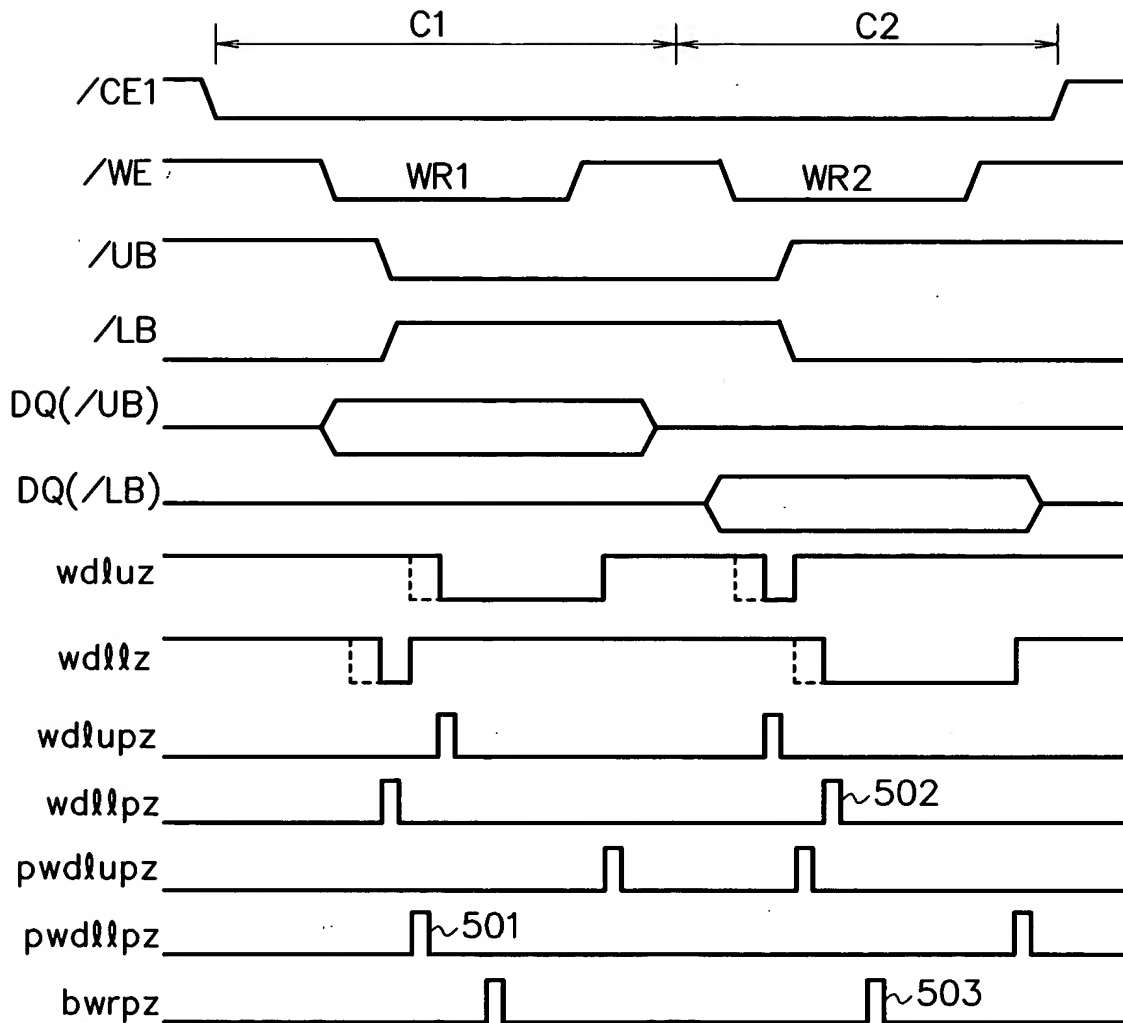 C1 C2
/CE1
/WE WR1 WR2
/UB
/LB
DQ(/UB)
DQ(/LB)
wdℓuz
wdℓℓz
wdℓupz
wdℓℓpz 502
pwdℓupz
pwdℓℓpz 501
bwrpz 503